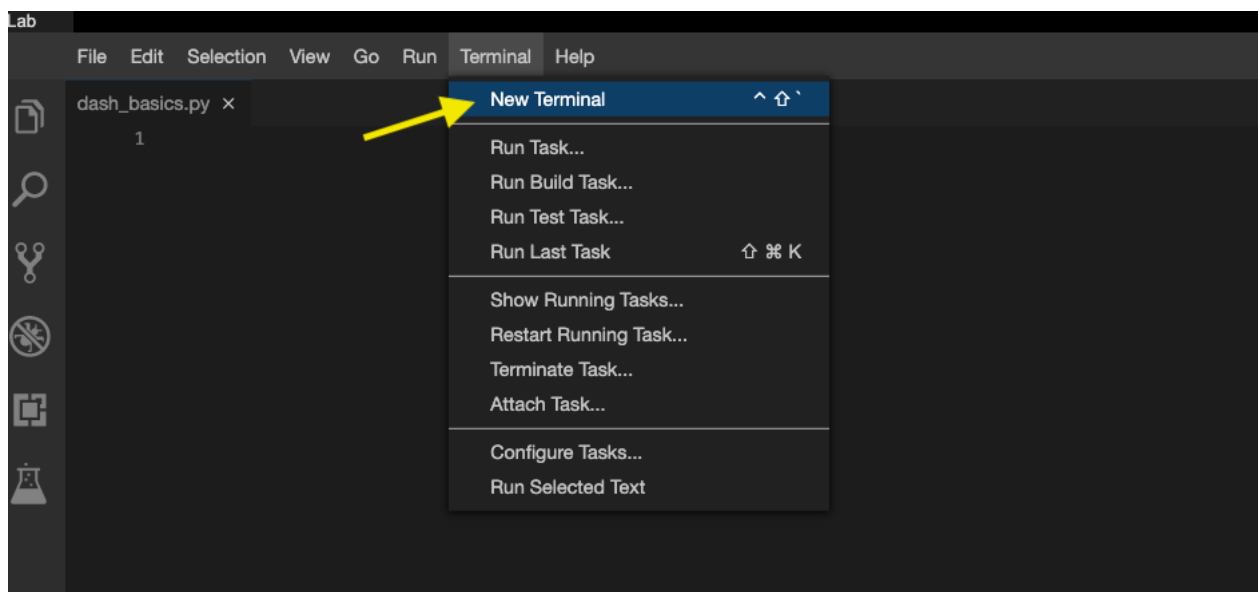 Lab
File Edit Selection View Go Run Terminal Help
dash_basics.py ×
1
New Terminal ^ ⇧ `
Run Task...
Run Build Task...
Run Test Task...
Run Last Task ⇧ ⌘ K
Show Running Tasks...
Restart Running Task...
Terminate Task...
Attach Task...
Configure Tasks...
Run Selected Text